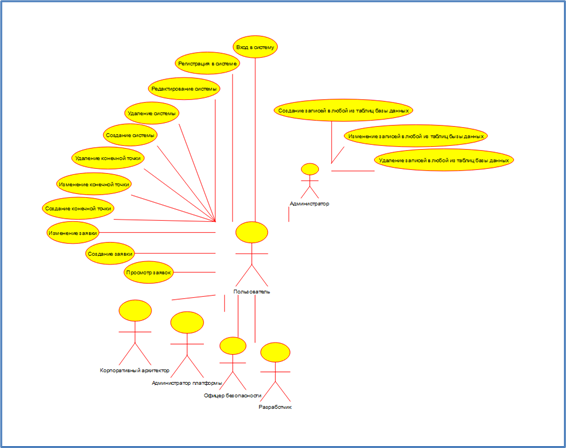 Вход в систему
Регистрация в системе
Редактирование системы
Удаление системы
Создание системы
Удаление конечной точки
Изменение конечной точки
Создание конечной точки
Изменение заявки
Создание заявки
Просмотр заявок
Создание записей в любой из таблиц базы данных
Изменение записей в любой из таблиц бызы данных
Удаление записей в любой из таблиц базы данных
Администратор
Пользователь
Корпоративный архитектор
Администратор платформы
Офицер безопасности
Разработчик